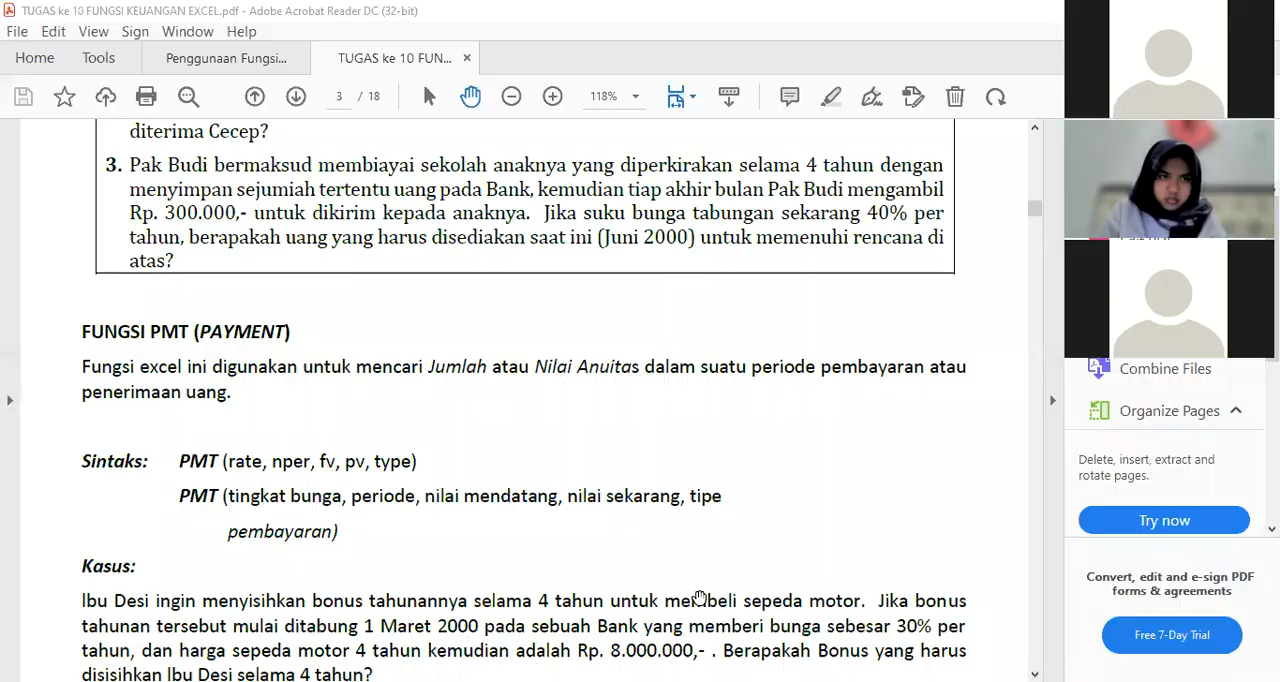 TUGAS ke 10 FUNGSI KEUANGAN EXCEL.pdf - Adobe Acrobat Reader DC (32-bit)
File Edit View Sign Window Help
Home Tools Penggunaan Fungsi... TUGAS ke 10 FUN... ×
3 / 18 118%
diterima Cecep?
3. Pak Budi bermaksud membiayai sekolah anaknya yang diperkirakan selama 4 tahun dengan
menyimpan sejumiah tertentu uang pada Bank, kemudian tiap akhir bulan Pak Budi mengambil
Rp. 300.000,- untuk dikirim kepada anaknya. Jika suku bunga tabungan sekarang 40% per
tahun, berapakah uang yang harus disediakan saat ini (Juni 2000) untuk memenuhi rencana di
atas?
FUNGSI PMT (PAYMENT)
Fungsi excel ini digunakan untuk mencari Jumlah atau Nilai Anuitas dalam suatu periode pembayaran atau
penerimaan uang.
Sintaks: PMT (rate, nper, fv, pv, type)
PMT (tingkat bunga, periode, nilai mendatang, nilai sekarang, tipe
pembayaran)
Kasus:
Ibu Desi ingin menyisihkan bonus tahunannya selama 4 tahun untuk membeli sepeda motor. Jika bonus
tahunan tersebut mulai ditabung 1 Maret 2000 pada sebuah Bank yang memberi bunga sebesar 30% per
tahun, dan harga sepeda motor 4 tahun kemudian adalah Rp. 8.000.000,- . Berapakah Bonus yang harus
disisihkan Ibu Desi selama 4 tahun?
Combine Files
Organize Pages
Delete, insert, extract and
rotate pages.
Try now
Convert, edit and e-sign PDF
forms & agreements
Free 7-Day Trial